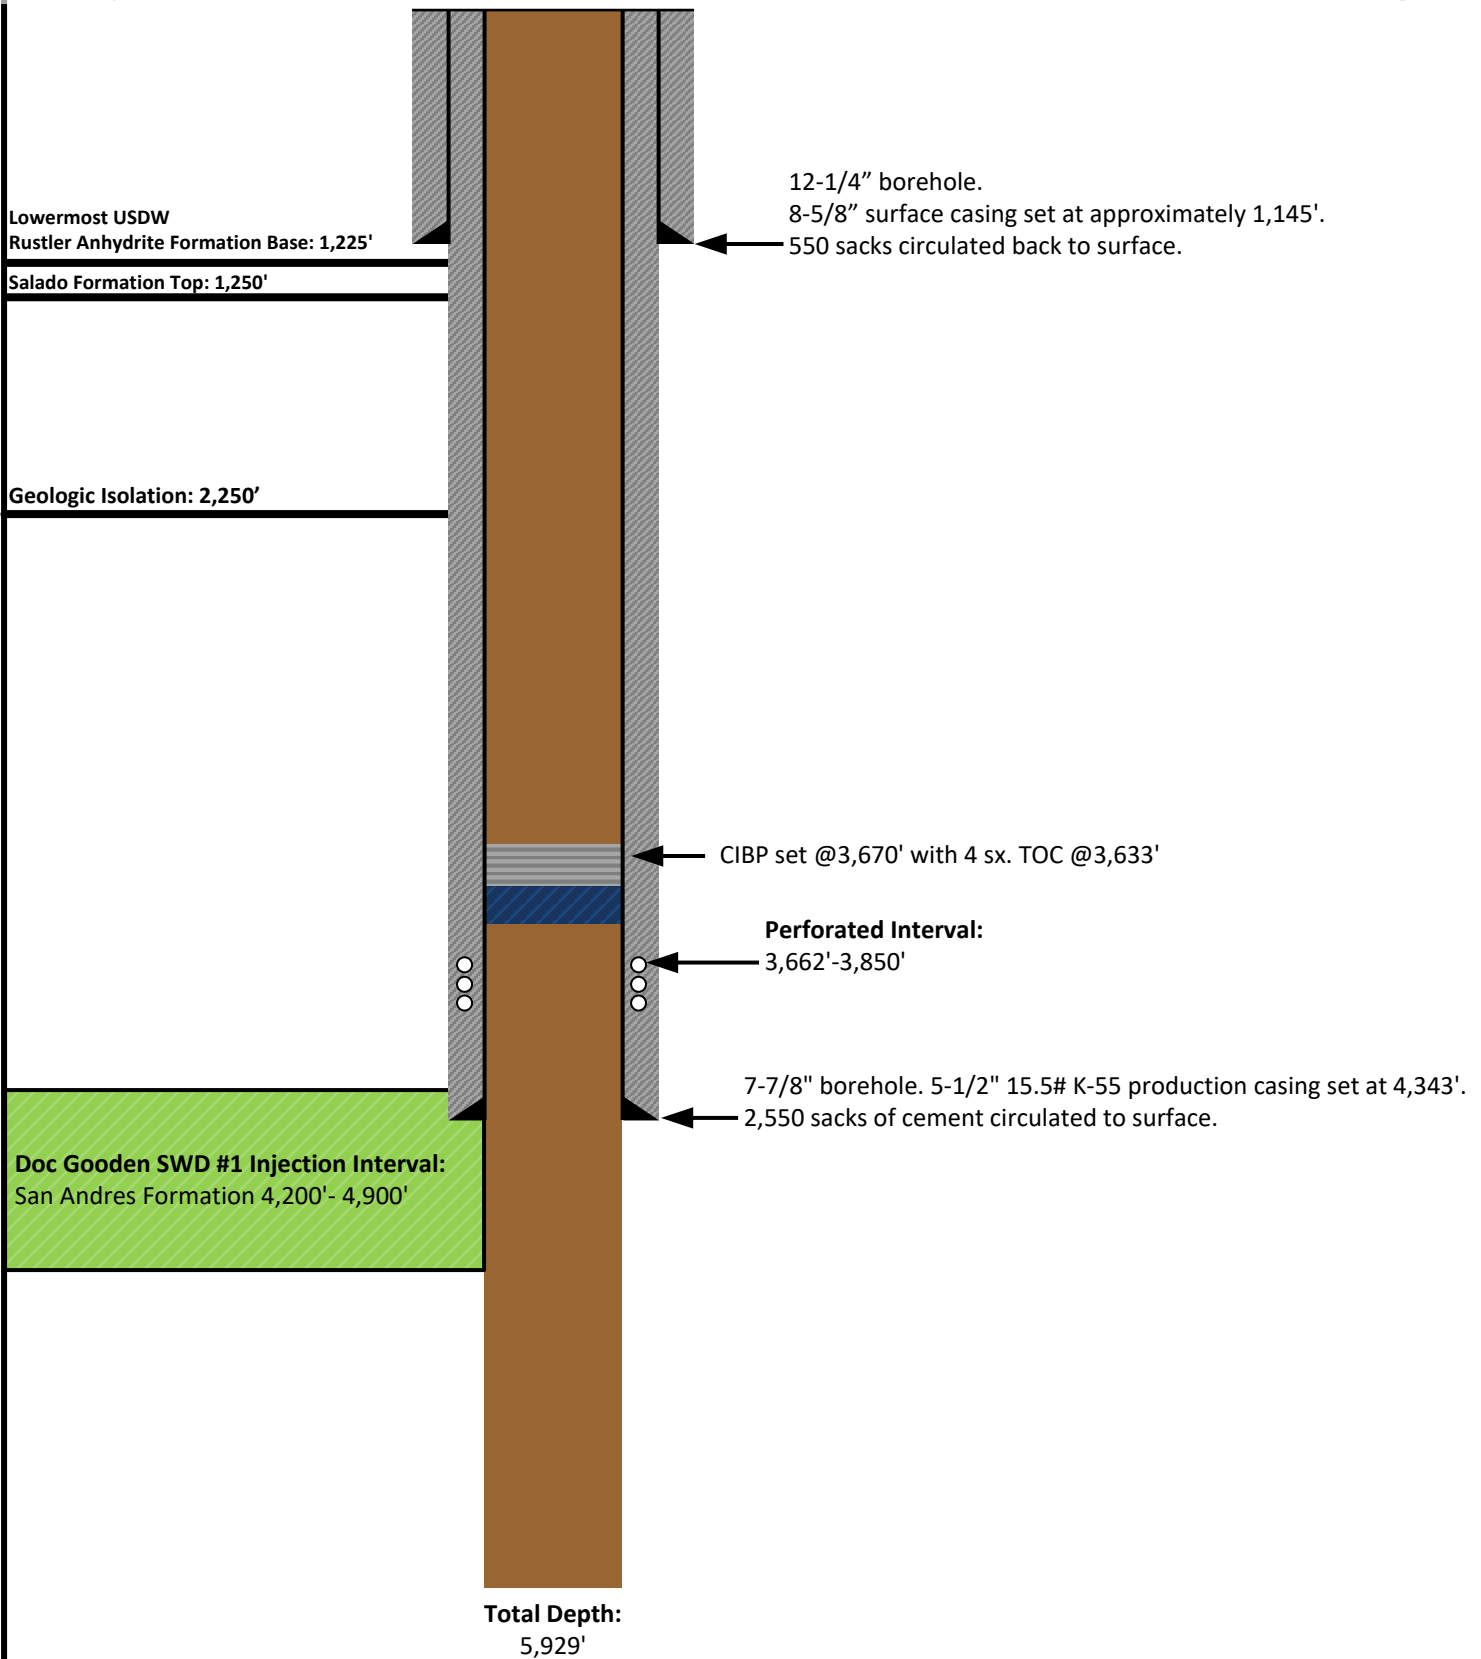 Lowermost USDW
Rustler Anhydrite Formation Base: 1,225'
Salado Formation Top: 1,250'
12-1/4” borehole.
8-5/8” surface casing set at approximately 1,145'.
550 sacks circulated back to surface.
Geologic Isolation: 2,250’
CIBP set @3,670' with 4 sx. TOC @3,633'
Perforated Interval:
3,662'-3,850'
7-7/8" borehole. 5-1/2" 15.5# K-55 production casing set at 4,343'.
2,550 sacks of cement circulated to surface.
Doc Gooden SWD #1 Injection Interval:
San Andres Formation 4,200'- 4,900'
Total Depth:
5,929'